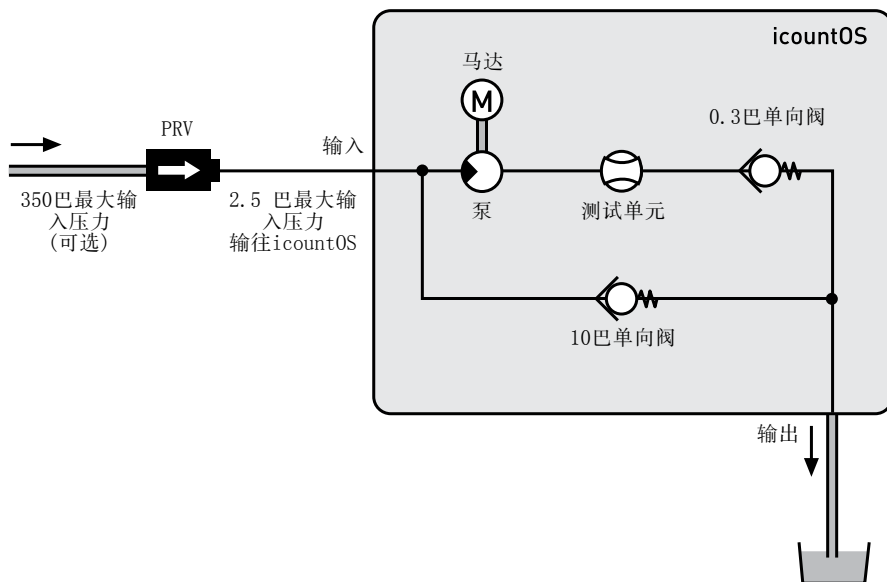 icountOS
马达
M
0.3巴单向阀
PRV
输入
350巴最大输
入压力
(可选)
2.5 巴最大输
入压力
输往icountOS
泵
测试单元
10巴单向阀
输出